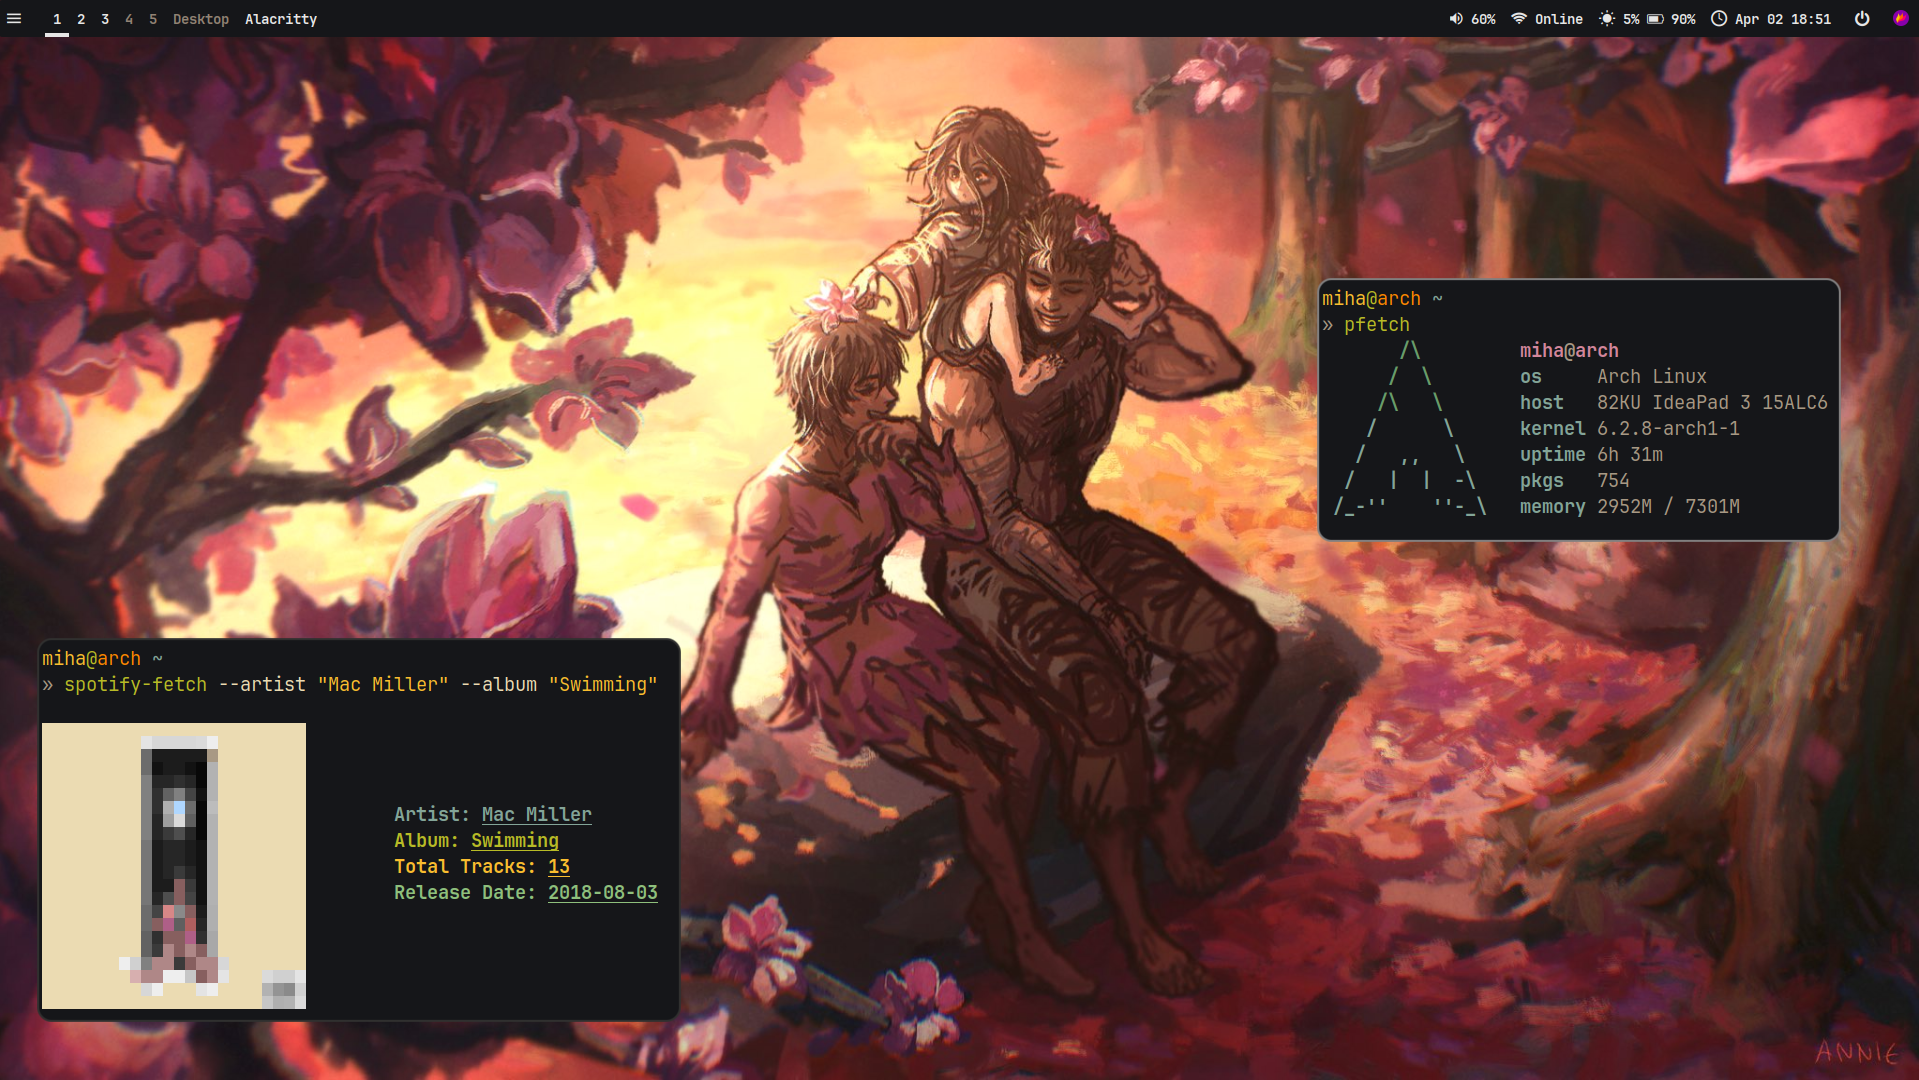 1 2 3 4 5 Desktop Alacritty
60% Online 5% 90% Apr 02 18:51
miha@arch ~
» pfetch
/\
/  \
/\   \
/      \
/   ,,   \
/   |  |  -\
/_-''    ''-_\
miha@arch
os Arch Linux
host 82KU IdeaPad 3 15ALC6
kernel 6.2.8-arch1-1
uptime 6h 31m
pkgs 754
memory 2952M / 7301M
miha@arch ~
» spotify-fetch --artist "Mac Miller" --album "Swimming"
Artist: Mac Miller
Album: Swimming
Total Tracks: 13
Release Date: 2018-08-03
ANNIE